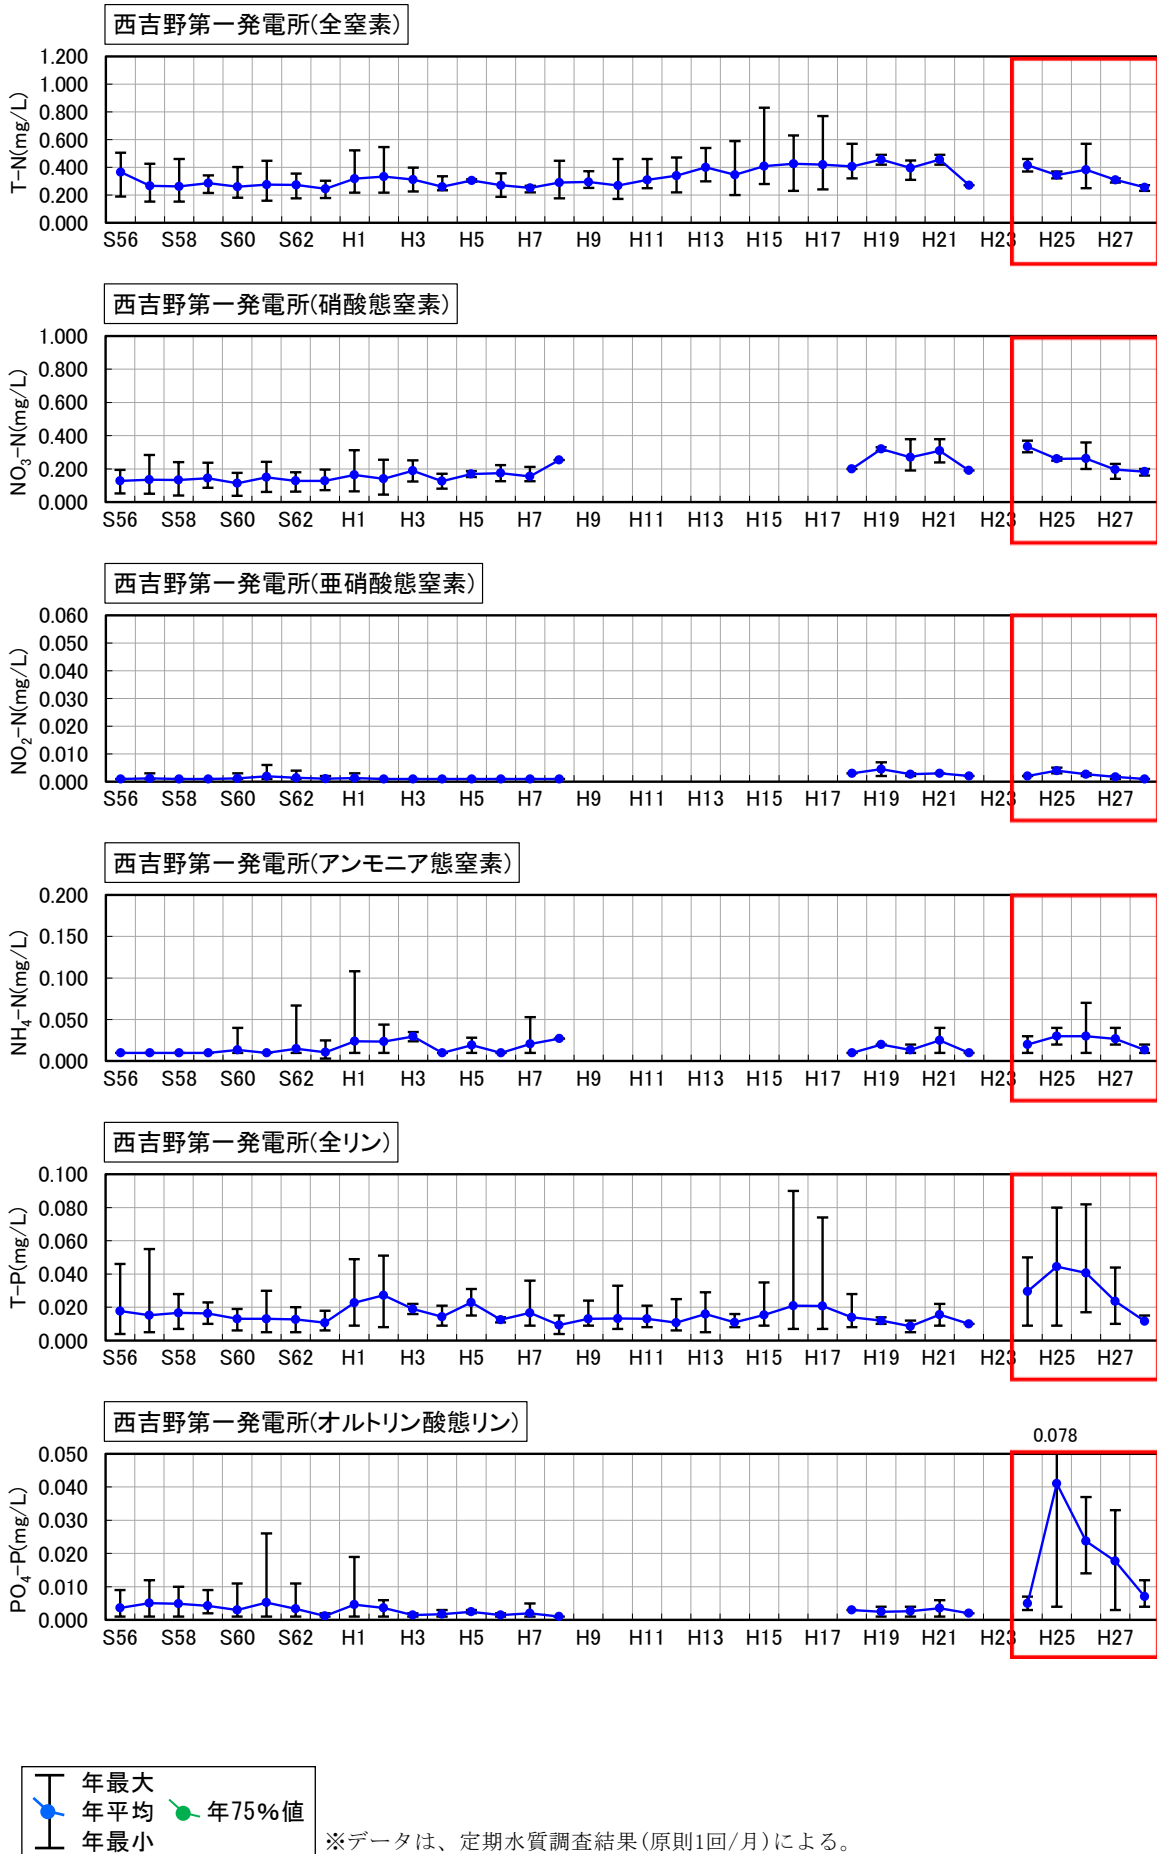 西吉野第一発電所(全窒素)
T-N(mg/L)
1.200
1.000
0.800
0.600
0.400
0.200
0.000
S56 S58 S60 S62 H1 H3 H5 H7 H9 H11 H13 H15 H17 H19 H21 H23 H25 H27
西吉野第一発電所(硝酸態窒素)
NO₃-N(mg/L)
1.000
0.800
0.600
0.400
0.200
0.000
S56 S58 S60 S62 H1 H3 H5 H7 H9 H11 H13 H15 H17 H19 H21 H23 H25 H27
西吉野第一発電所(亜硝酸態窒素)
NO₂-N(mg/L)
0.060
0.050
0.040
0.030
0.020
0.010
0.000
S56 S58 S60 S62 H1 H3 H5 H7 H9 H11 H13 H15 H17 H19 H21 H23 H25 H27
西吉野第一発電所(アンモニア態窒素)
NH₄-N(mg/L)
0.200
0.150
0.100
0.050
0.000
S56 S58 S60 S62 H1 H3 H5 H7 H9 H11 H13 H15 H17 H19 H21 H23 H25 H27
西吉野第一発電所(全リン)
T-P(mg/L)
0.100
0.080
0.060
0.040
0.020
0.000
S56 S58 S60 S62 H1 H3 H5 H7 H9 H11 H13 H15 H17 H19 H21 H23 H25 H27
西吉野第一発電所(オルトリン酸態リン)
0.078
PO₄-P(mg/L)
0.050
0.040
0.030
0.020
0.010
0.000
S56 S58 S60 S62 H1 H3 H5 H7 H9 H11 H13 H15 H17 H19 H21 H23 H25 H27
年最大
年平均 年75%値
年最小
※データは、定期水質調査結果(原則1回/月)による。